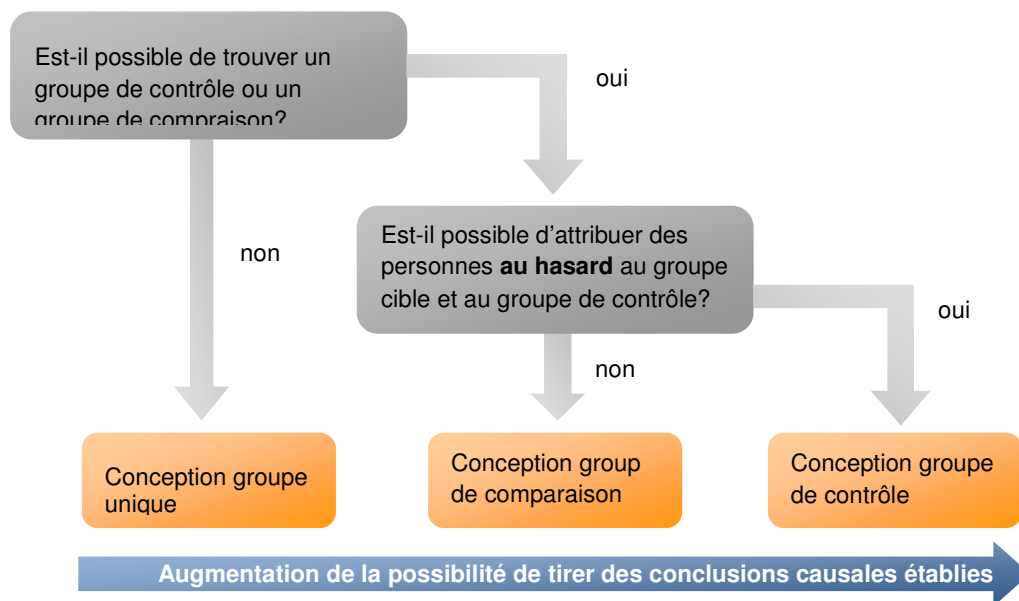 Est-il possible de trouver un
groupe de contrôle ou un
groupe de compraison?
oui
non
Est-il possible d'attribuer des
personnes au hasard au groupe
cible et au groupe de contrôle?
oui
non
Conception groupe
unique
Conception group
de comparaison
Conception groupe
de contrôle
Augmentation de la possibilité de tirer des conclusions causales établies